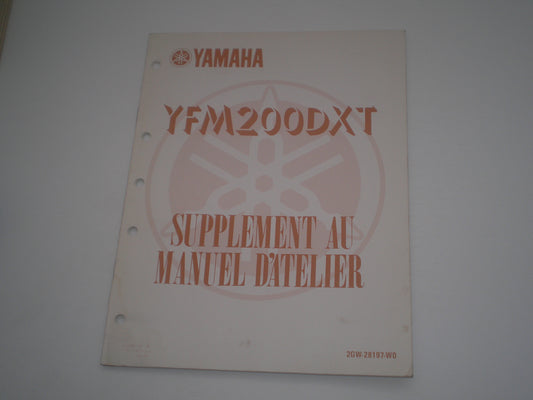 YAMAHA
YFM200DXT
SUPPLEMENT AU
MANUEL D'ATELIER
2GW-28197-W0